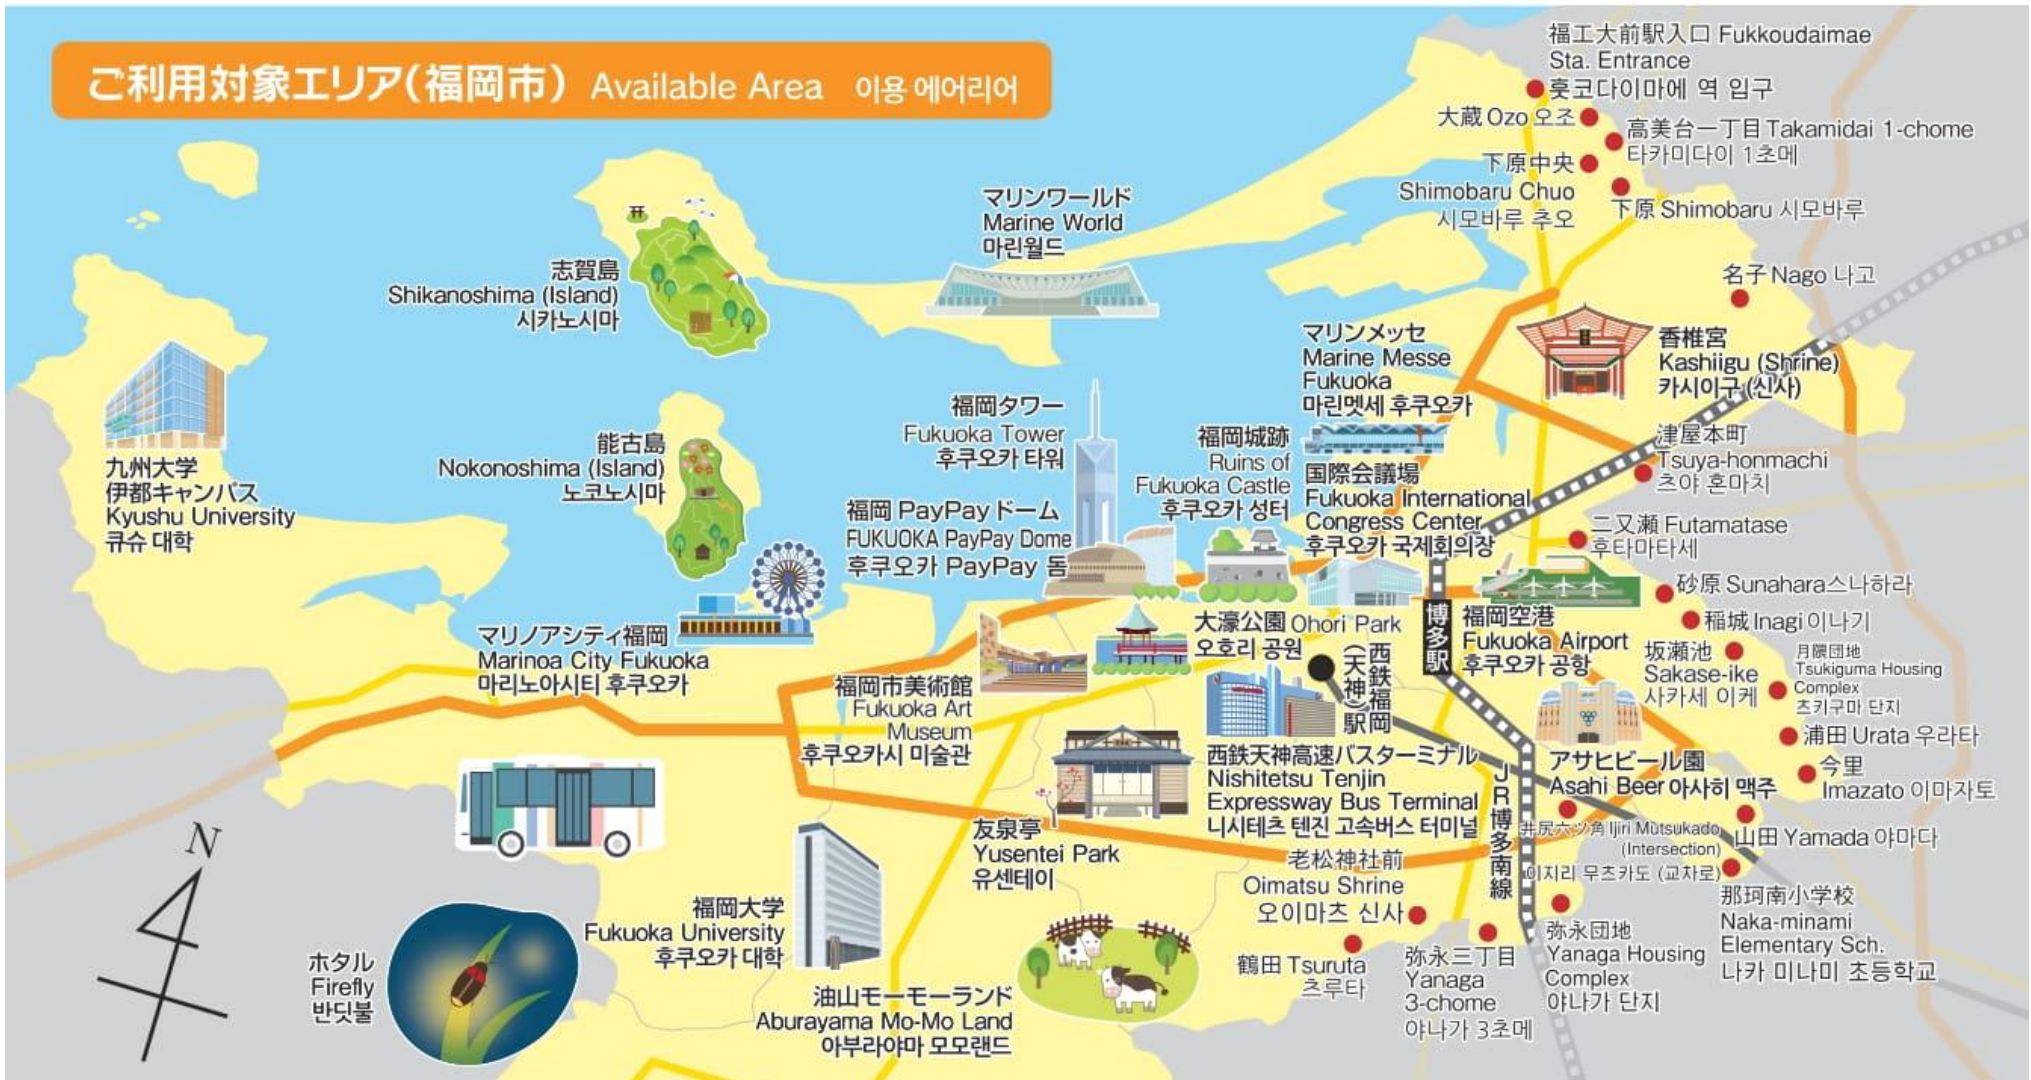 ご利用対象エリア(福岡市) Available Area 이용 에어리어
福工大前駅入口 Fukkoudaimae
Sta. Entrance
훗코다이마에 역 입구
大蔵 Ozo 오조
高美台一丁目 Takamidai 1-chome
타카미다이 1초메
下原中央
Shimobaru Chuo
시모바루 추오
下原 Shimobaru 시모바루
名子 Nago 나고
マリンワールド
Marine World
마린월드
志賀島
Shikanoshima (Island)
시카노시마
マリンメッセ
Marine Messe
Fukuoka
마린멧세 후쿠오카
香椎宮
Kashiigu (Shrine)
카시이구 (신사)
九州大学
伊都キャンパス
Kyushu University
큐슈 대학
能古島
Nokonoshima (Island)
노코노시마
福岡タワー
Fukuoka Tower
후쿠오카 타워
福岡城跡
Ruins of
Fukuoka Castle
후쿠오카 성터
国際会議場
Fukuoka International
Congress Center
후쿠오카 국제회의장
津屋本町
Tsuya-honmachi
츠야 혼마치
福岡 PayPay ドーム
FUKUOKA PayPay Dome
후쿠오카 PayPay 돔
二又瀬 Futamatase
후타마타세
砂原 Sunahara 스나하라
稲城 Inagi 이나기
マリノアシティ福岡
Marinoa City Fukuoka
마리노아시티 후쿠오카
大濠公園 Ohori Park
오호리 공원
博多駅
福岡空港
Fukuoka Airport
후쿠오카 공항
坂瀬池
Sakase-ike
사카세 이케
月隈団地
Tsukiguma Housing
Complex
츠키구마 단지
西鉄福岡
(天神)駅
福岡市美術館
Fukuoka Art
Museum
후쿠오카시 미술관
浦田 Urata 우라타
西鉄天神高速バスターミナル
Nishitetsu Tenjin
Expressway Bus Terminal
니시테츠 텐진 고속버스 터미널
JR博多南線
アサヒビール園
Asahi Beer 아사히 맥주
今里
Imazato 이마자토
友泉亭
Yusentei Park
유센테이
井尻六ツ角 Ijiri Mutsukado
(Intersection)
이지리 무츠카도 (교차로)
山田 Yamada 야마다
老松神社前
Oimatsu Shrine
오이마츠 신사
那珂南小学校
Naka-minami
Elementary Sch.
나카 미나미 초등학교
福岡大学
Fukuoka University
후쿠오카 대학
鶴田 Tsuruta
츠루타
弥永三丁目
Yanaga
3-chome
야나가 3초메
弥永団地
Yanaga Housing
Complex
야나가 단지
N
ホタル
Firefly
반딧불
油山モーモーランド
Aburayama Mo-Mo Land
아부라야마 모모랜드